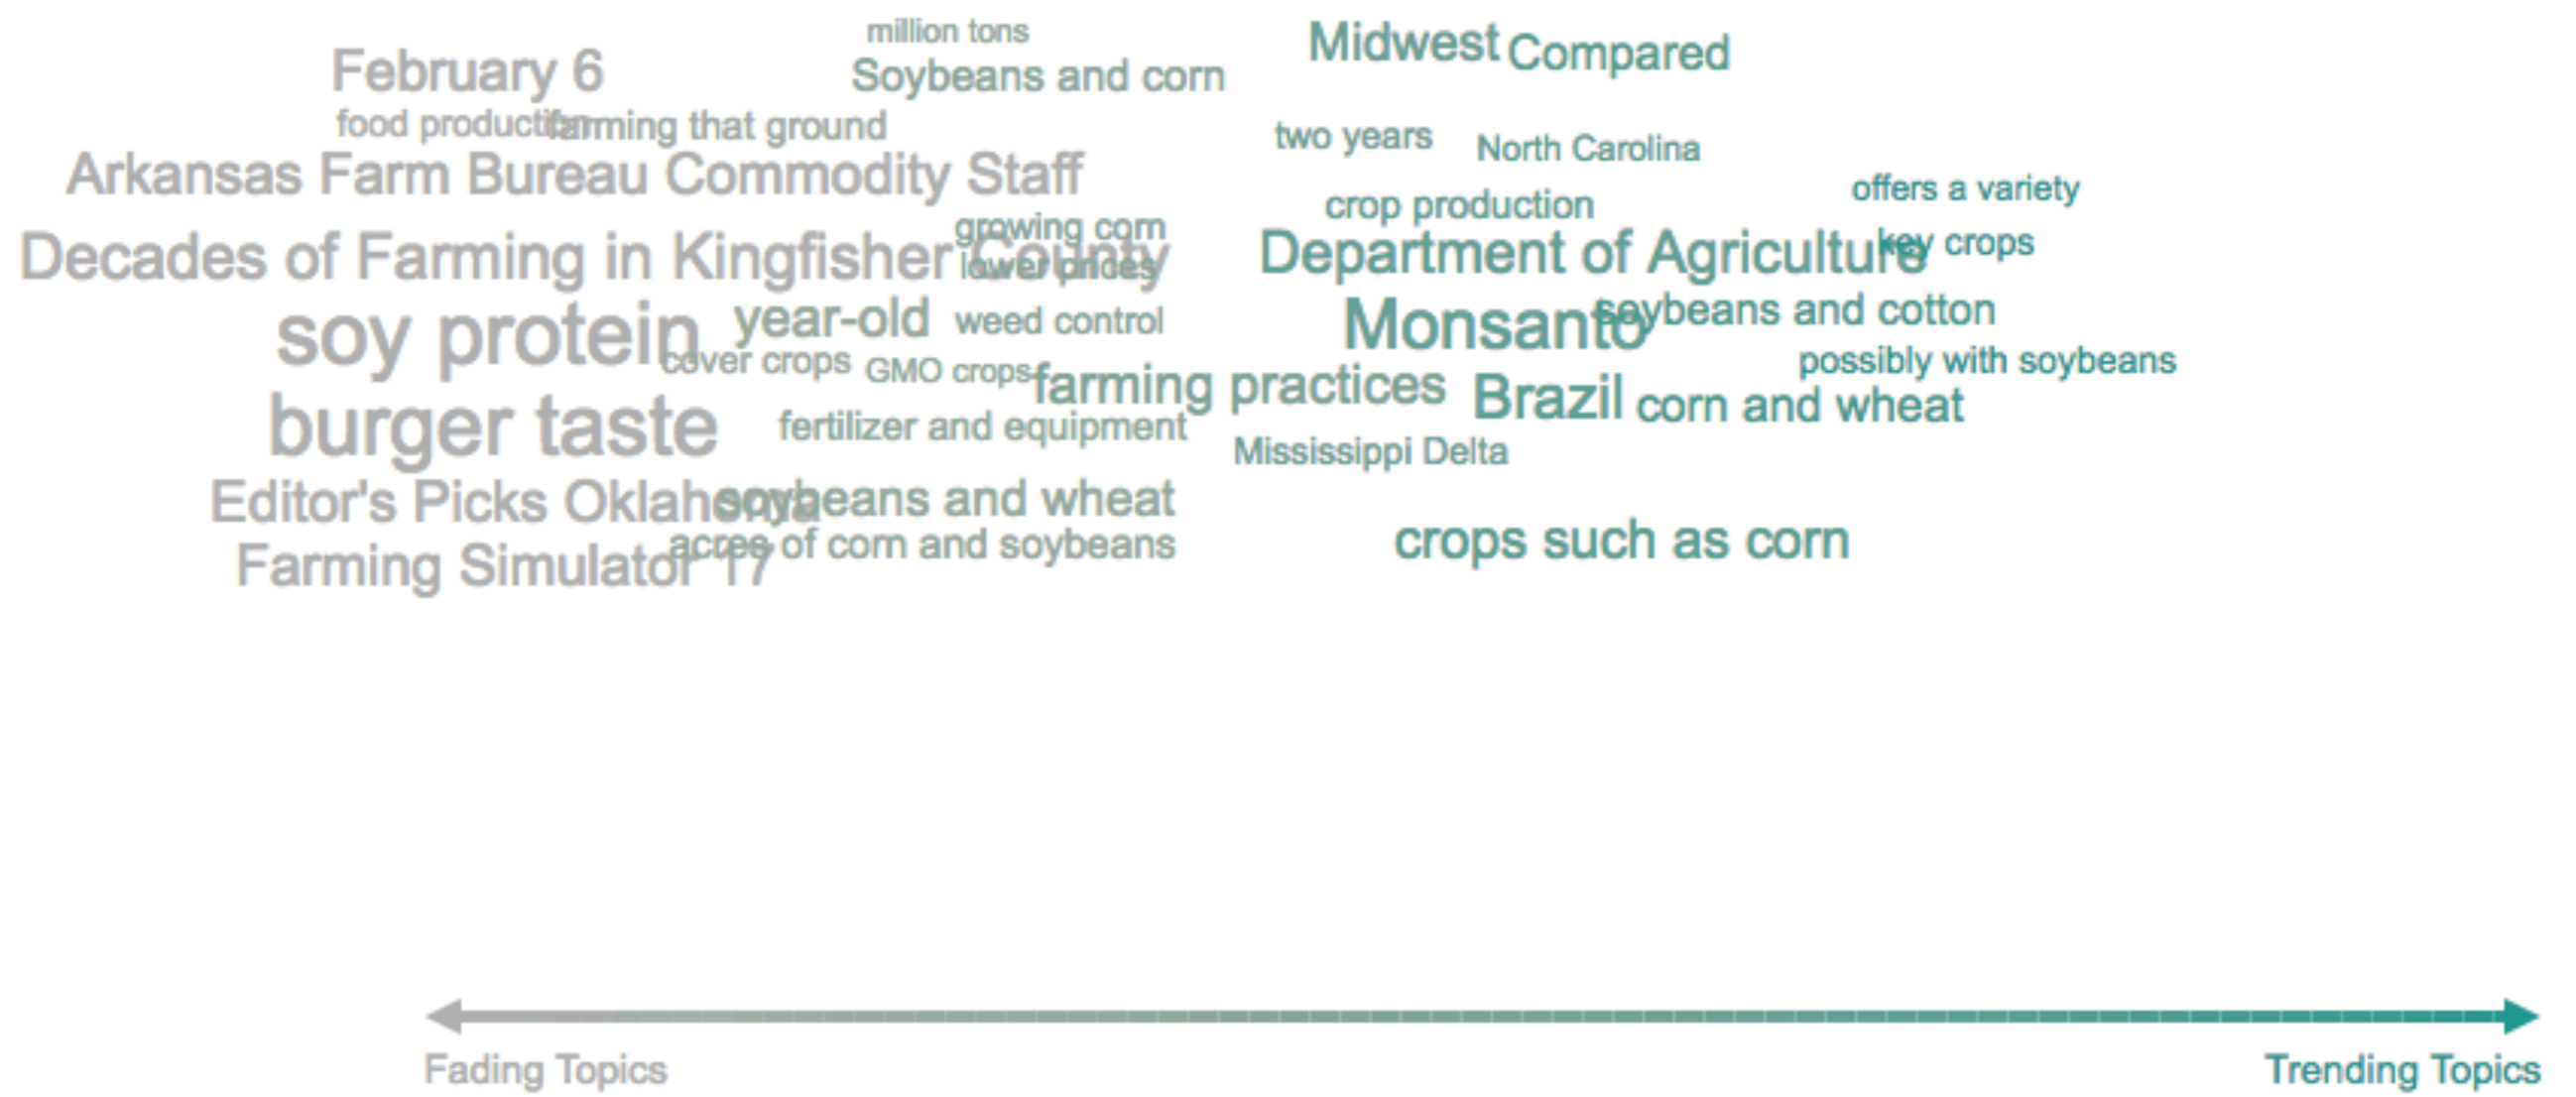 million tons
Midwest
Compared
February 6
Soybeans and corn
food production
farming that ground
two years
North Carolina
Arkansas Farm Bureau Commodity Staff
offers a variety
crop production
growing corn
Decades of Farming in Kingfisher County
lower prices
Department of Agriculture
key crops
soy protein
year-old
weed control
Monsanto
soybeans and cotton
cover crops
GMO crops
farming practices
possibly with soybeans
burger taste
fertilizer and equipment
Brazil
corn and wheat
Mississippi Delta
Editor's Picks Oklahoma
soybeans and wheat
Farming Simulator 17
acres of corn and soybeans
crops such as corn
Fading Topics
Trending Topics